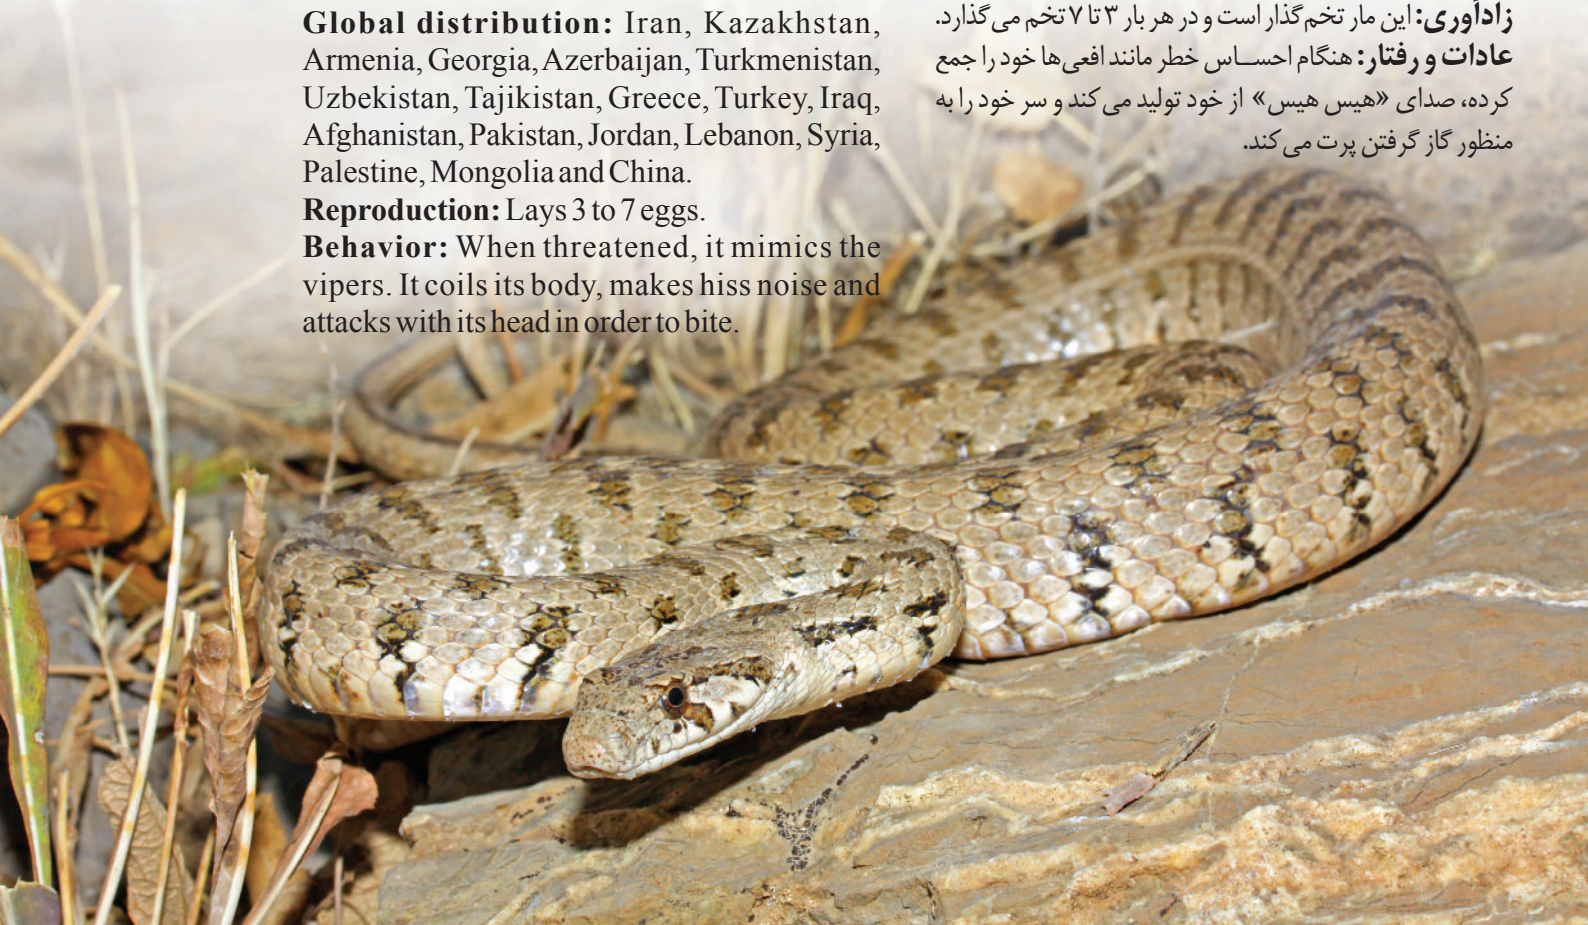 Global distribution: Iran, Kazakhstan,
Armenia, Georgia, Azerbaijan, Turkmenistan,
Uzbekistan, Tajikistan, Greece, Turkey, Iraq,
Afghanistan, Pakistan, Jordan, Lebanon, Syria,
Palestine, Mongolia and China.
Reproduction: Lays 3 to 7 eggs.
Behavior: When threatened, it mimics the
vipers. It coils its body, makes hiss noise and
attacks with its head in order to bite.
زادآوری: این مار تخم‌گذار است و در هر بار ۳ تا ۷ تخم می‌گذارد.
عادات و رفتار: هنگام احساس خطر مانند افعی‌ها خود را جمع
کرده، صدای «هیس هیس» از خود تولید می‌کند و سر خود را به
منظور گاز گرفتن پرت می‌کند.